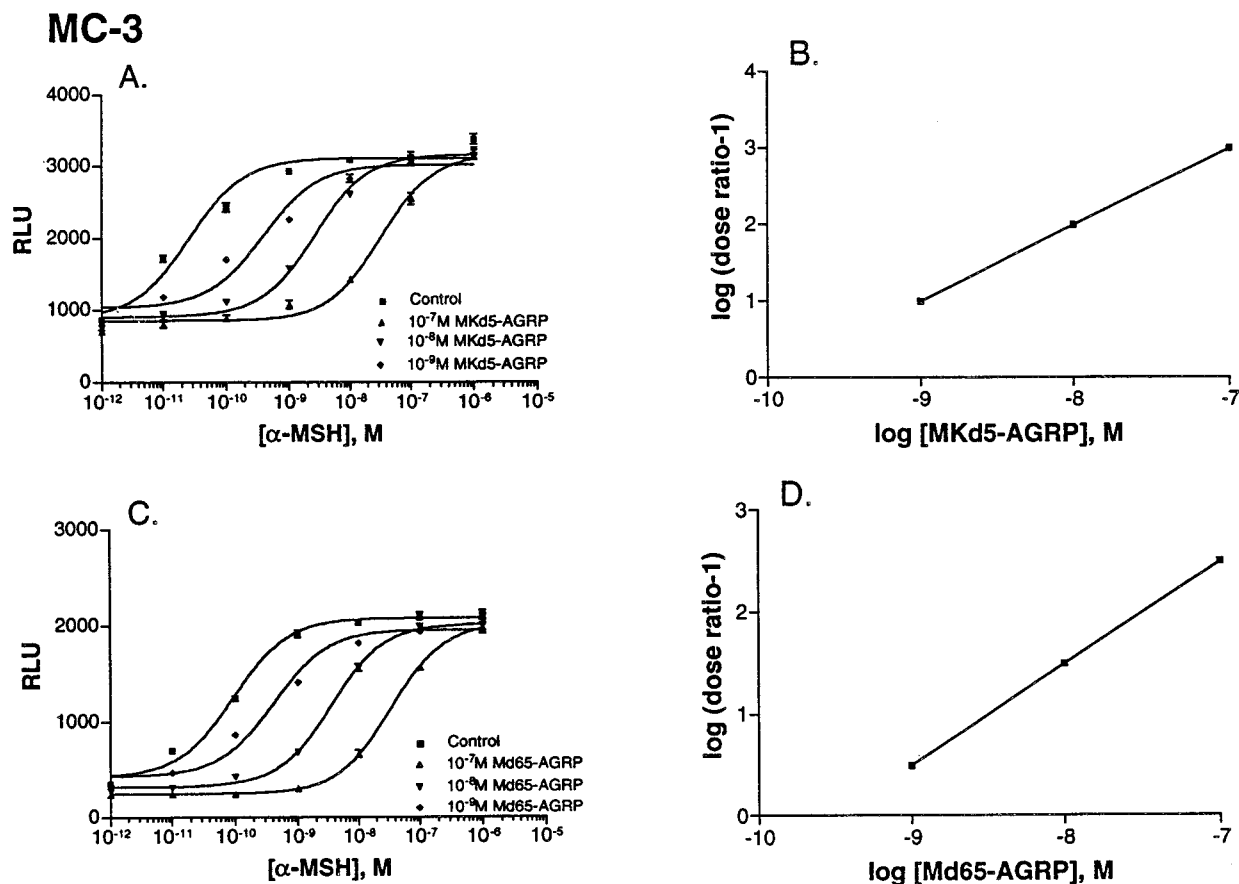 MC-3
A.
4000
3000
2000
1000
0
RLU
10⁻¹²
10⁻¹¹
10⁻¹⁰
10⁻⁹
10⁻⁸
10⁻⁷
10⁻⁶
10⁻⁵
[α-MSH], M
Control
10⁻⁷M MKd5-AGRP
10⁻⁸M MKd5-AGRP
10⁻⁹M MKd5-AGRP
B.
4
3
2
1
0
log (dose ratio-1)
-10
-9
-8
-7
log [MKd5-AGRP], M
C.
3000
2000
1000
0
RLU
10⁻¹²
10⁻¹¹
10⁻¹⁰
10⁻⁹
10⁻⁸
10⁻⁷
10⁻⁶
10⁻⁵
[α-MSH], M
Control
10⁻⁷M Md65-AGRP
10⁻⁸M Md65-AGRP
10⁻⁹M Md65-AGRP
D.
3
2
1
0
log (dose ratio-1)
-10
-9
-8
-7
log [Md65-AGRP], M